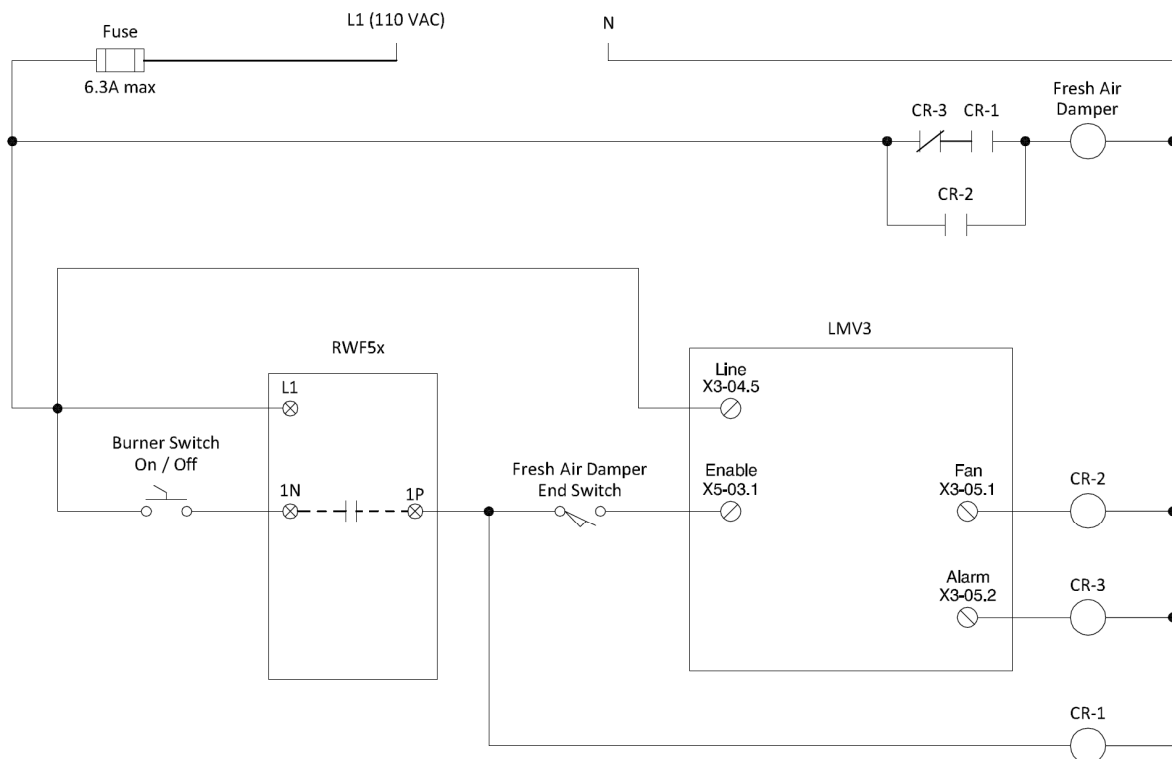 L1 (110 VAC)
N
Fuse
6.3A max
Fresh Air
Damper
CR-3
CR-1
CR-2
LMV3
RWF5x
Line
X3-04.5
L1
Burner Switch
On / Off
Fresh Air Damper
End Switch
Enable
X5-03.1
Fan
X3-05.1
CR-2
1N
1P
Alarm
X3-05.2
CR-3
CR-1